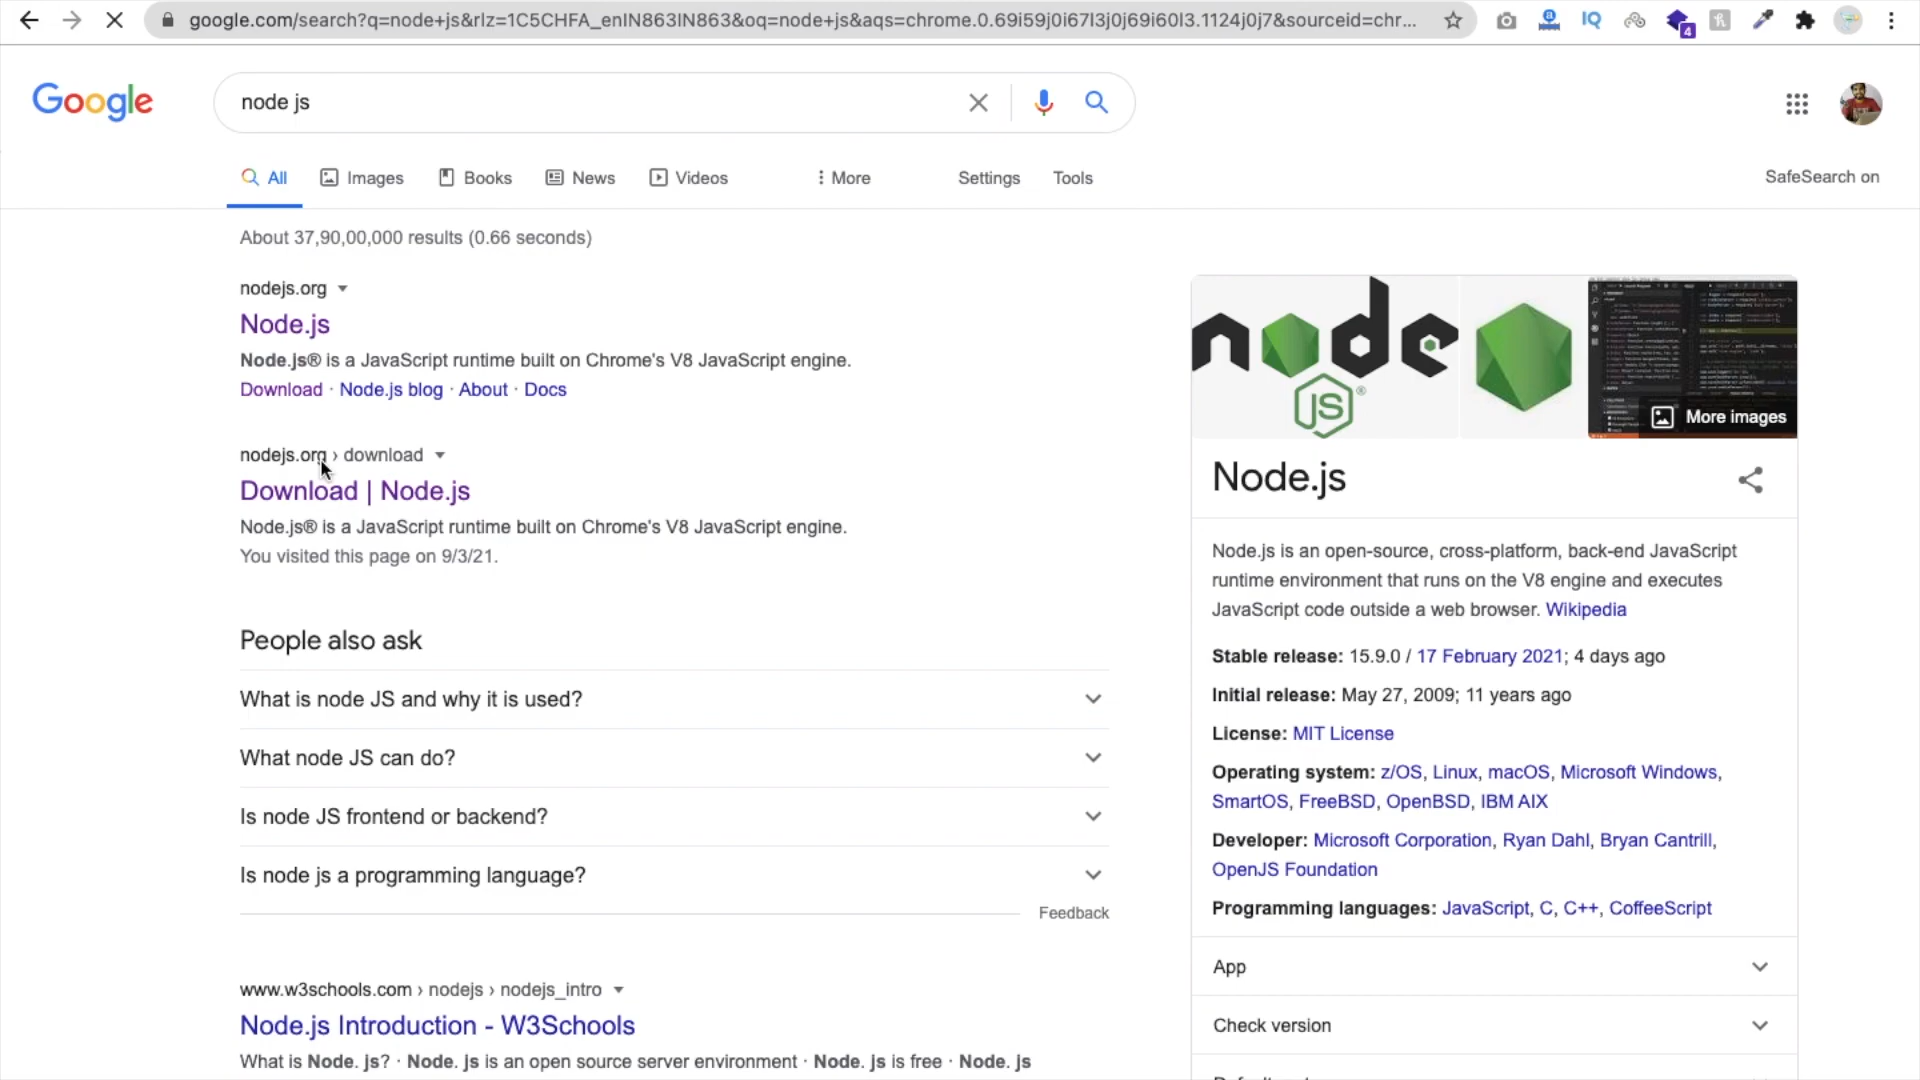 google.com/search?q=node+js&rlz=1C5CHFA_enIN863IN863&oq=node+js&aqs=chrome.0.69i59j0i67l3j0j69i60l3.1124j0j7&sourceid=chr...
IQ
4
Google
node js
All
Images
Books
News
Videos
More
Settings
Tools
SafeSearch on
About 37,90,00,000 results (0.66 seconds)
nodejs.org
Node.js
Node.js® is a JavaScript runtime built on Chrome's V8 JavaScript engine.
Download · Node.js blog · About · Docs
nodejs.org › download
Download | Node.js
Node.js® is a JavaScript runtime built on Chrome's V8 JavaScript engine.
You visited this page on 9/3/21.
People also ask
What is node JS and why it is used?
What node JS can do?
Is node JS frontend or backend?
Is node js a programming language?
Feedback
www.w3schools.com › nodejs › nodejs_intro
Node.js Introduction - W3Schools
What is Node. js? · Node. js is an open source server environment · Node. js is free · Node. js
node
JS®
More images
Node.js
Node.js is an open-source, cross-platform, back-end JavaScript
runtime environment that runs on the V8 engine and executes
JavaScript code outside a web browser. Wikipedia
Stable release: 15.9.0 / 17 February 2021; 4 days ago
Initial release: May 27, 2009; 11 years ago
License: MIT License
Operating system: z/OS, Linux, macOS, Microsoft Windows,
SmartOS, FreeBSD, OpenBSD, IBM AIX
Developer: Microsoft Corporation, Ryan Dahl, Bryan Cantrill,
OpenJS Foundation
Programming languages: JavaScript, C, C++, CoffeeScript
App
Check version